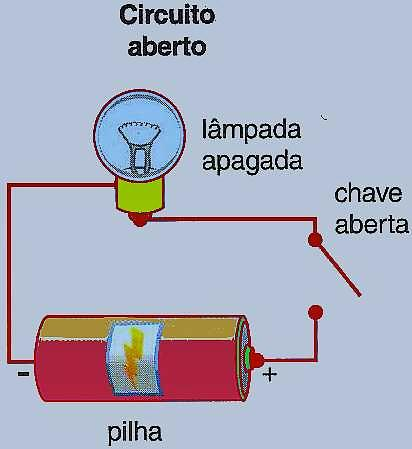 Circuito
aberto
lâmpada
apagada
chave
aberta
-
+
pilha